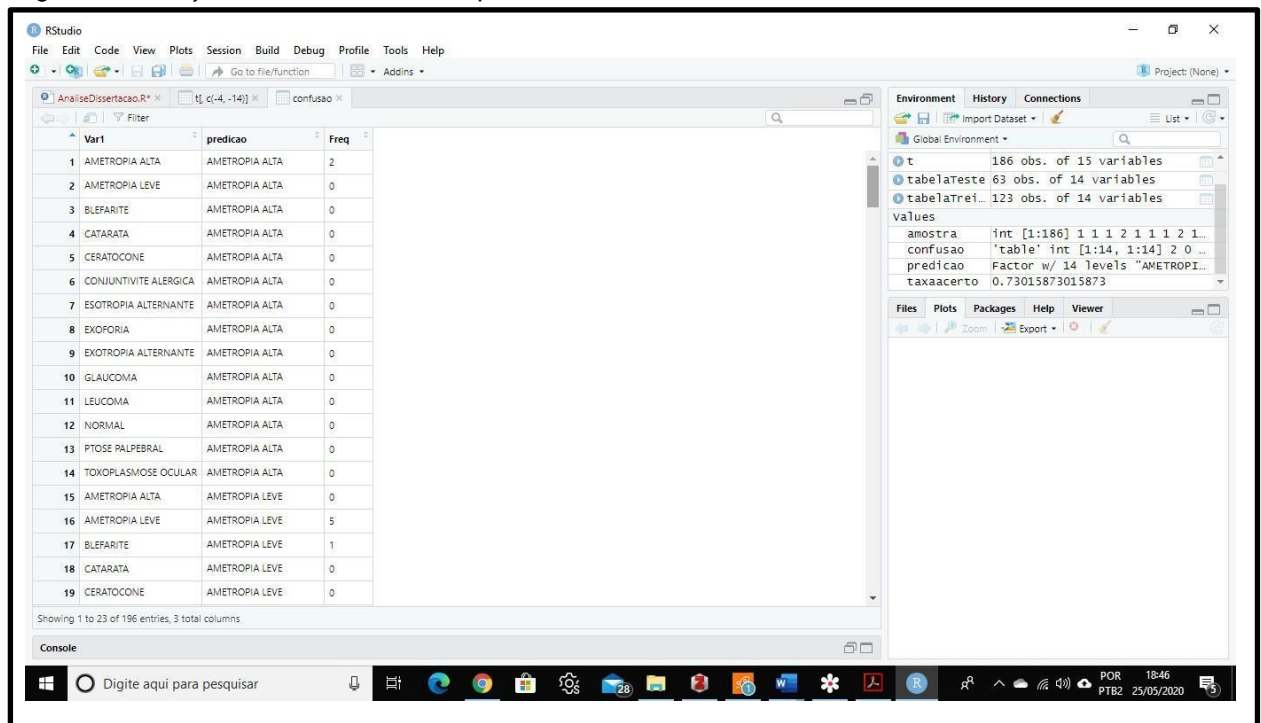 RStudio
File Edit Code View Plots Session Build Debug Profile Tools Help
Go to file/function Addins Project: (None)
AnaliseDissertacao.R* t[, c(-4, -14)] confusao
Filter
Var1 predicao Freq
1 AMETROPIA ALTA AMETROPIA ALTA 2
2 AMETROPIA LEVE AMETROPIA ALTA 0
3 BLEFARITE AMETROPIA ALTA 0
4 CATARATA AMETROPIA ALTA 0
5 CERATOCONE AMETROPIA ALTA 0
6 CONJUNTIVITE ALERGICA AMETROPIA ALTA 0
7 ESOTROPIA ALTERNANTE AMETROPIA ALTA 0
8 EXOFORIA AMETROPIA ALTA 0
9 EXOTROPIA ALTERNANTE AMETROPIA ALTA 0
10 GLAUCOMA AMETROPIA ALTA 0
11 LEUCOMA AMETROPIA ALTA 0
12 NORMAL AMETROPIA ALTA 0
13 PTOSE PALPEBRAL AMETROPIA ALTA 0
14 TOXOPLASMOSE OCULAR AMETROPIA ALTA 0
15 AMETROPIA ALTA AMETROPIA LEVE 0
16 AMETROPIA LEVE AMETROPIA LEVE 5
17 BLEFARITE AMETROPIA LEVE 1
18 CATARATA AMETROPIA LEVE 0
19 CERATOCONE AMETROPIA LEVE 0
Showing 1 to 23 of 196 entries, 3 total columns
Console
Environment History Connections
Import Dataset List
Global Environment
t 186 obs. of 15 variables
tabelaTeste 63 obs. of 14 variables
tabelaTrei… 123 obs. of 14 variables
values
amostra int [1:186] 1 1 1 2 1 1 1 2 1…
confusao 'table' int [1:14, 1:14] 2 0 …
predicao Factor w/ 14 levels "AMETROPI…
taxaacerto 0.73015873015873
Files Plots Packages Help Viewer
Zoom Export
Digite aqui para pesquisar
28
1
POR
PTB2
18:46
25/05/2020
5